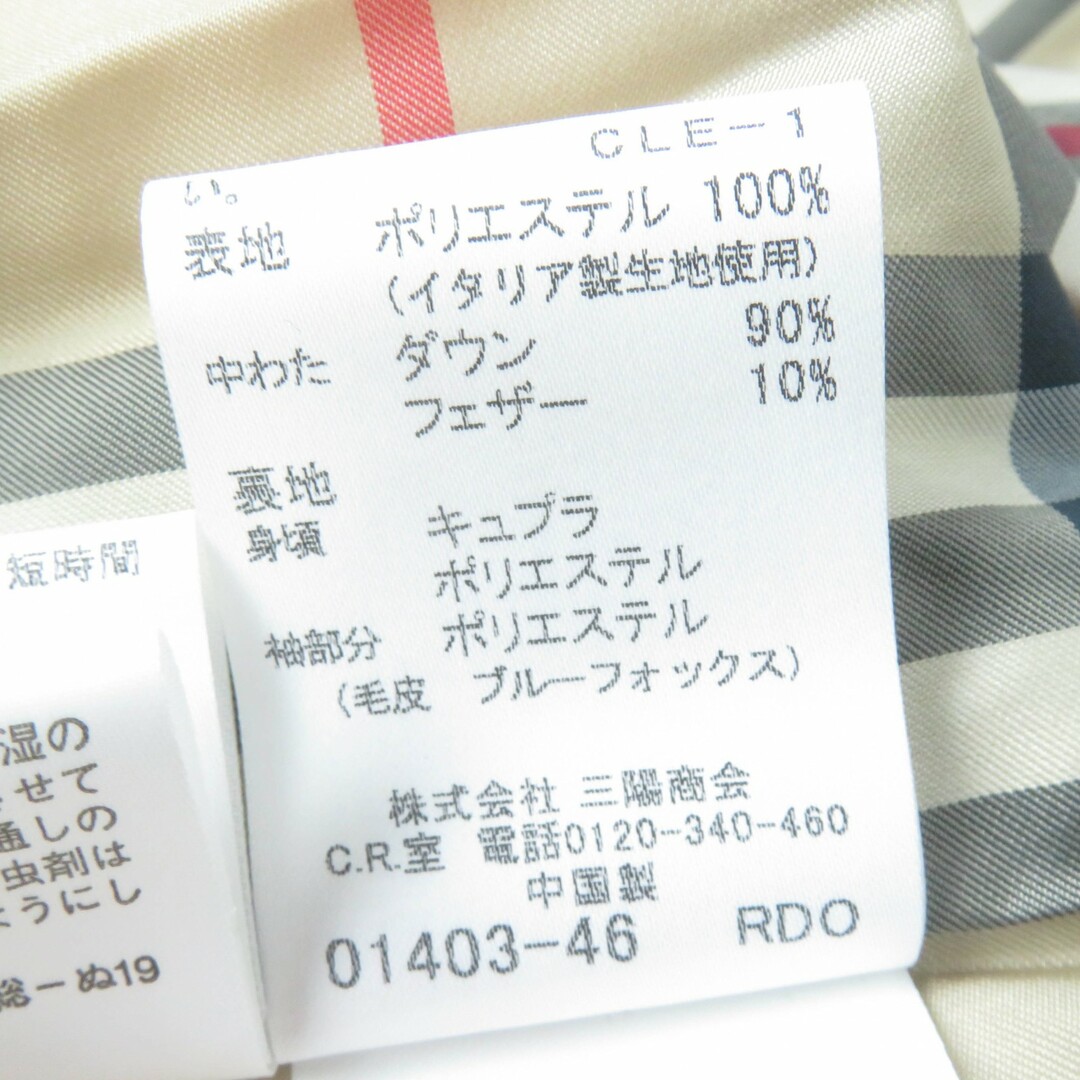 CLE-1
い。
表地 ポリエステル 100%
(イタリア製生地使用)
中わた ダウン 90%
フェザー 10%
裏地
身頃 キュプラ
ポリエステル
袖部分 ポリエステル
(毛皮 ブルーフォックス)
株式会社 三陽商会
C.R.室 電話0120-340-460
中国製
01403-46 RDO
短時間
湿の
させて
通しの
虫剤は
ようにし
総-ぬ19